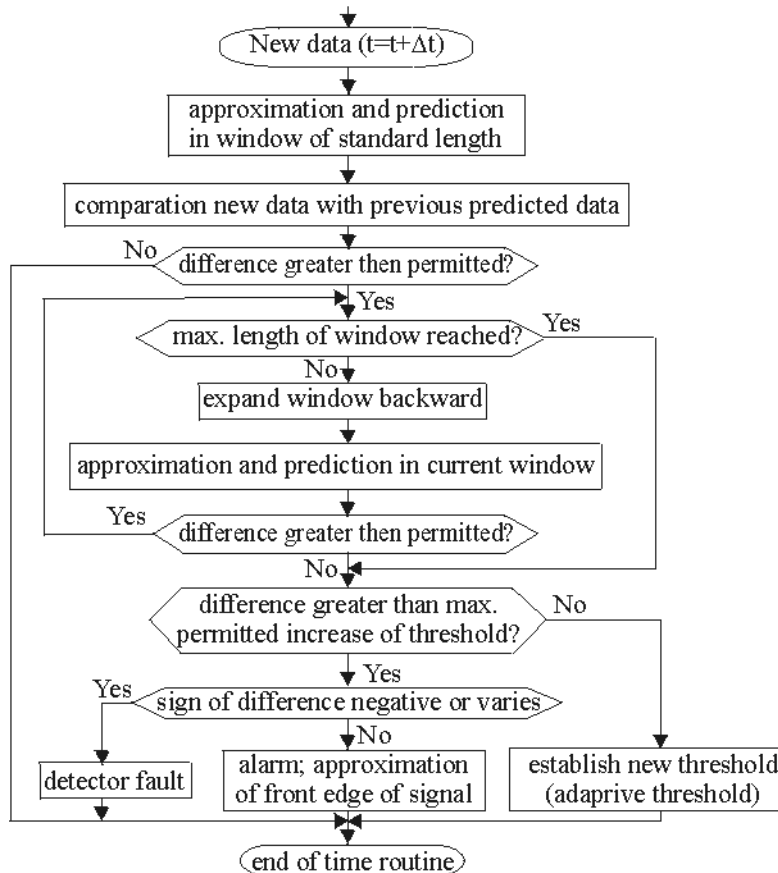 New data (t=t+Δt)
approximation and prediction
in window of standard length
comparation new data with previous predicted data
No
difference greater then permitted?
Yes
max. length of window reached?
Yes
No
expand window backward
approximation and prediction in current window
Yes
difference greater then permitted?
No
difference greater than max.
permitted increase of threshold?
No
Yes
Yes
sign of difference negative or varies
No
detector fault
alarm; approximation
of front edge of signal
establish new threshold
(adaprive threshold)
end of time routine